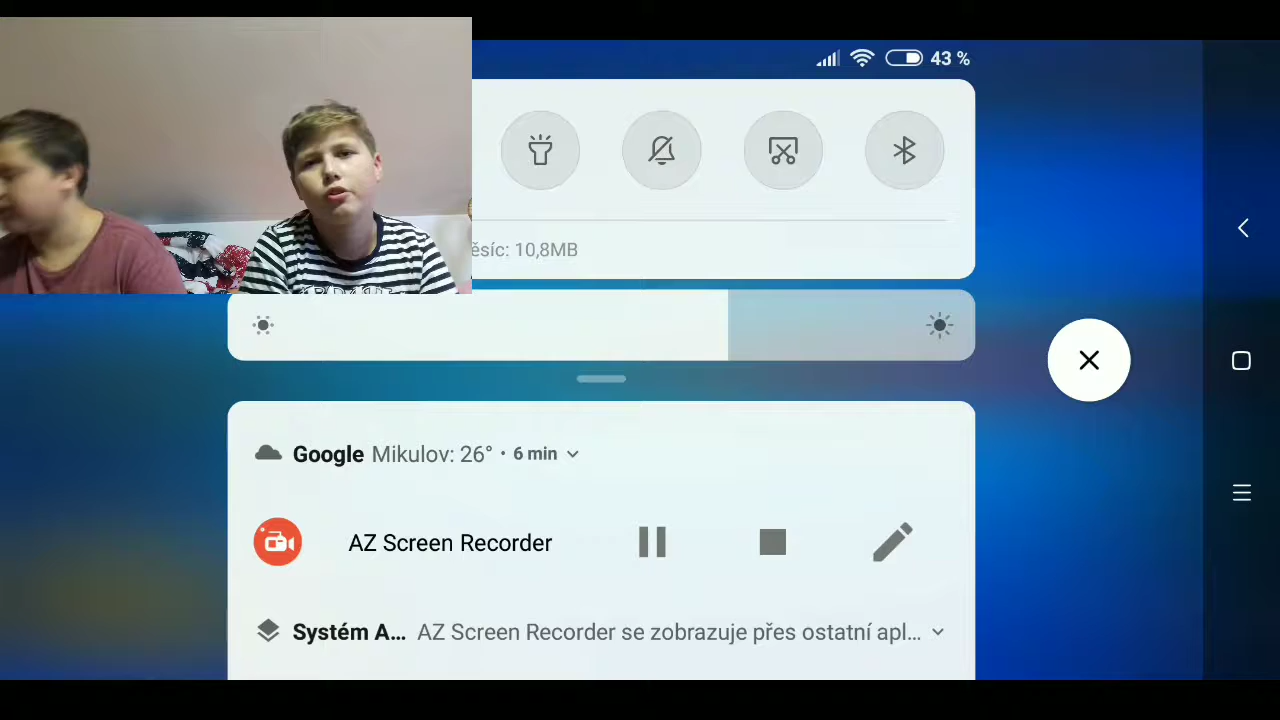 43 %
ěsíc: 10,8MB
Google Mikulov: 26° • 6 min
AZ Screen Recorder
Systém A... AZ Screen Recorder se zobrazuje přes ostatní apl...